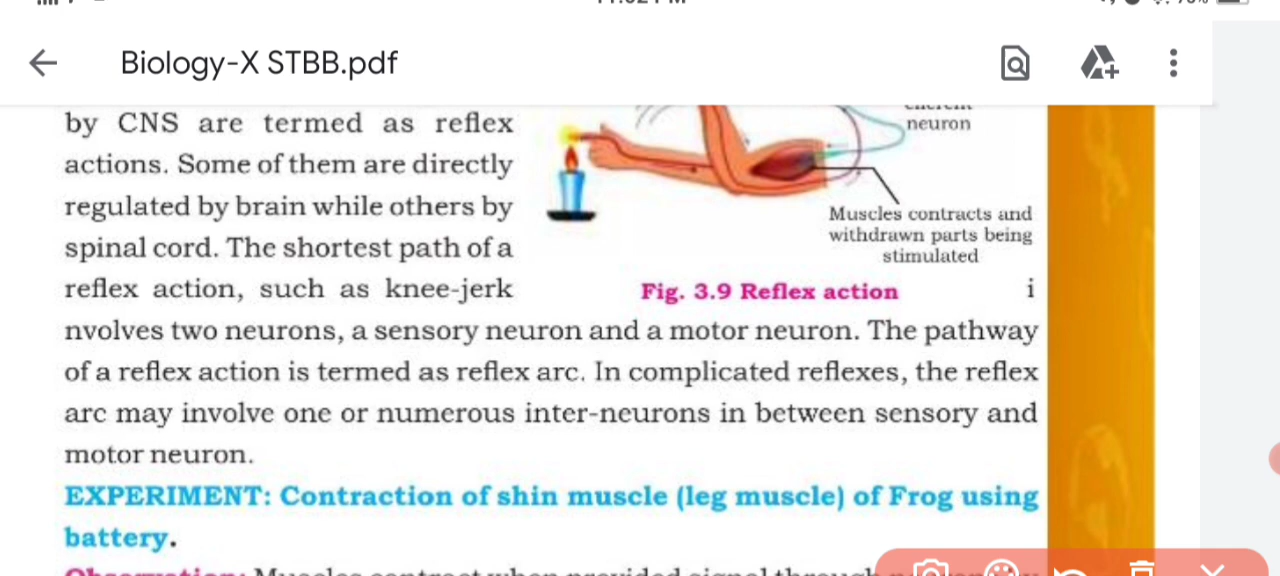 Biology-X STBB.pdf
neuron
by CNS are termed as reflex
actions. Some of them are directly
regulated by brain while others by
spinal cord. The shortest path of a
reflex action, such as knee-jerk
Muscles contracts and
withdrawn parts being
stimulated
Fig. 3.9 Reflex action
i
nvolves two neurons, a sensory neuron and a motor neuron. The pathway
of a reflex action is termed as reflex arc. In complicated reflexes, the reflex
arc may involve one or numerous inter-neurons in between sensory and
motor neuron.
EXPERIMENT: Contraction of shin muscle (leg muscle) of Frog using
battery.